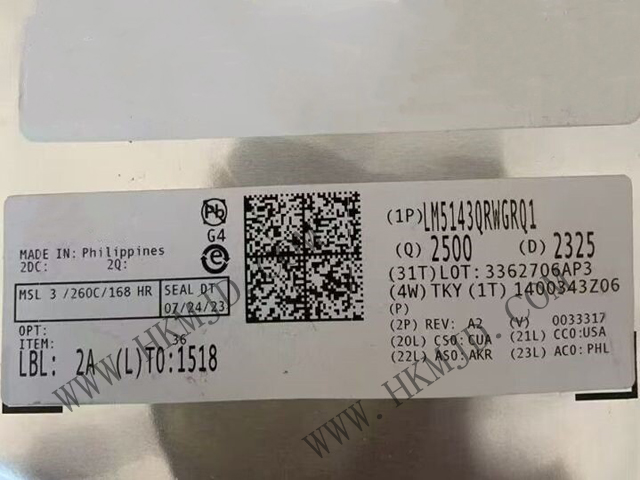 Pb
G4
e
MADE IN: Philippines
2DC: 2Q:
MSL 3 /260C/168 HR SEAL DT
07/24/23
OPT:
ITEM: 36
LBL: 2A (L)TO:1518
(1P) LM5143QRWGRQ1
(Q) 2500 (D) 2325
(31T)LOT: 3362706AP3
(4W) TKY (1T) 1400343Z06
(P)
(2P) REV: A2 (V) 0033317
(20L) CSO: CUA (21L) CCO:USA
(22L) ASO: AKR (23L) ACO: PHL
WWW.HKMJD.COM
WWW.HKMJD.COM